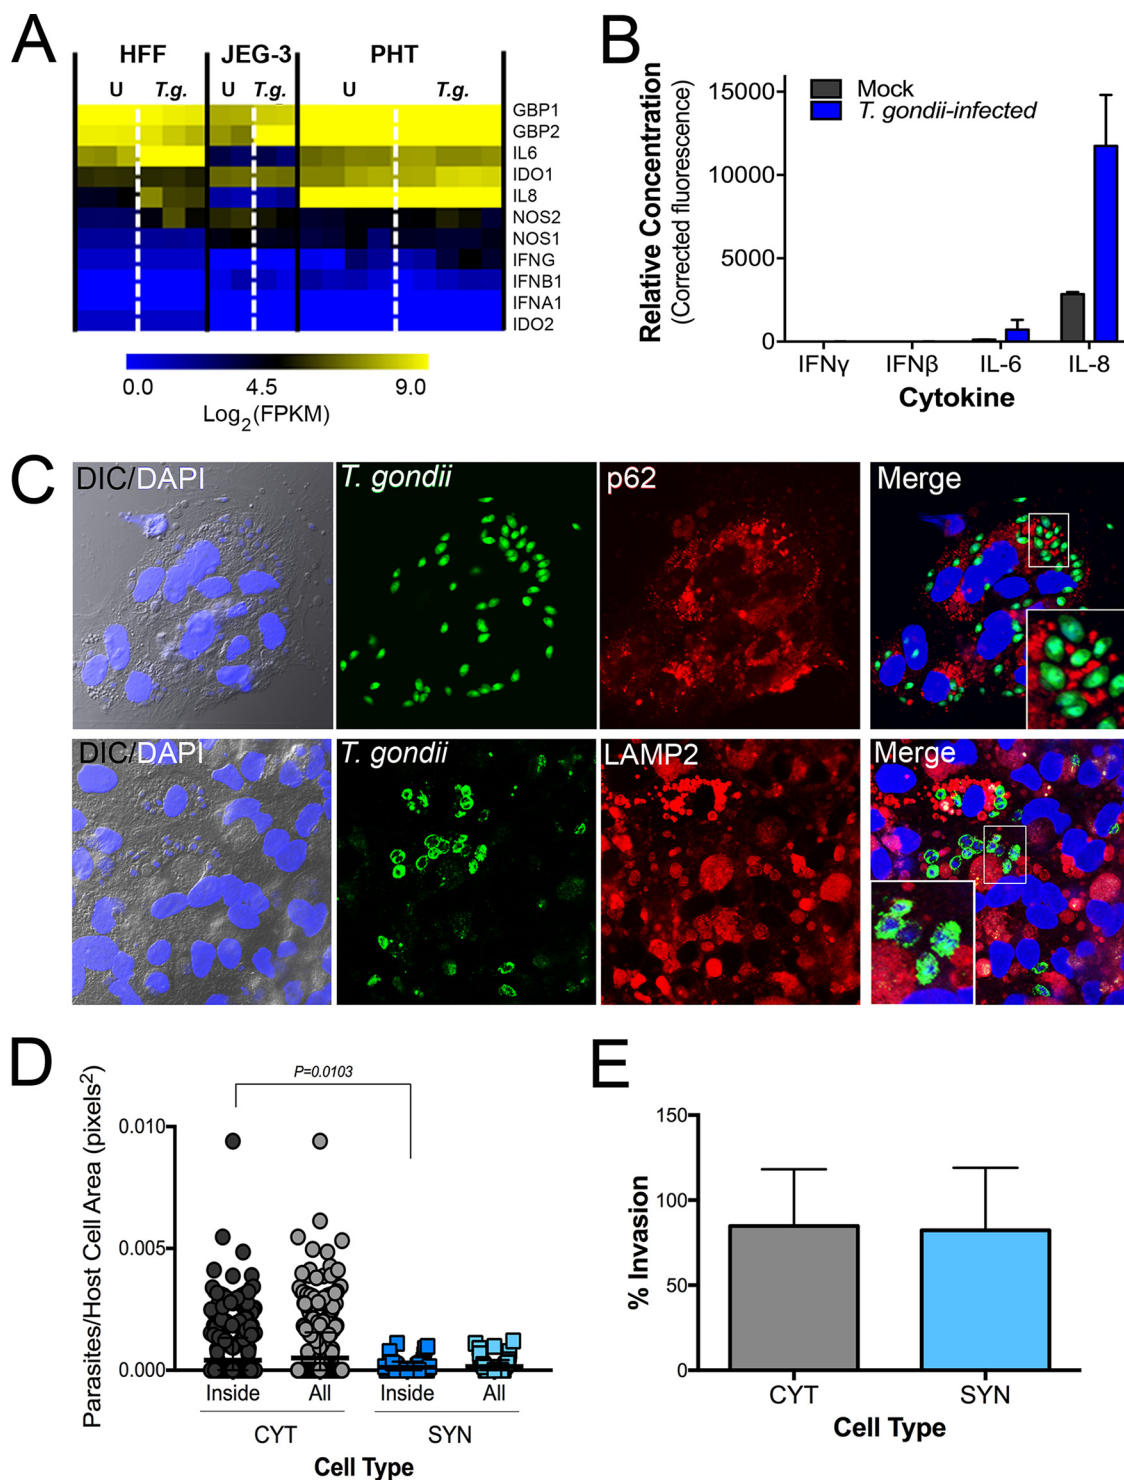 A
HFF JEG-3 PHT
U T.g. U T.g. U T.g.
GBP1
GBP2
IL6
IDO1
IL8
NOS2
NOS1
IFNG
IFNB1
IFNA1
IDO2
0.0 4.5 9.0
Log2(FPKM)
B
Relative Concentration
(Corrected fluorescence)
15000
10000
5000
0
Mock
T. gondii-infected
IFNγ IFNβ IL-6 IL-8
Cytokine
C
DIC/DAPI T. gondii p62 Merge
DIC/DAPI T. gondii LAMP2 Merge
D
Parasites/Host Cell Area (pixels²)
P=0.0103
0.010
0.005
0.000
Inside All Inside All
CYT SYN
Cell Type
E
% Invasion
150
100
50
0
CYT SYN
Cell Type